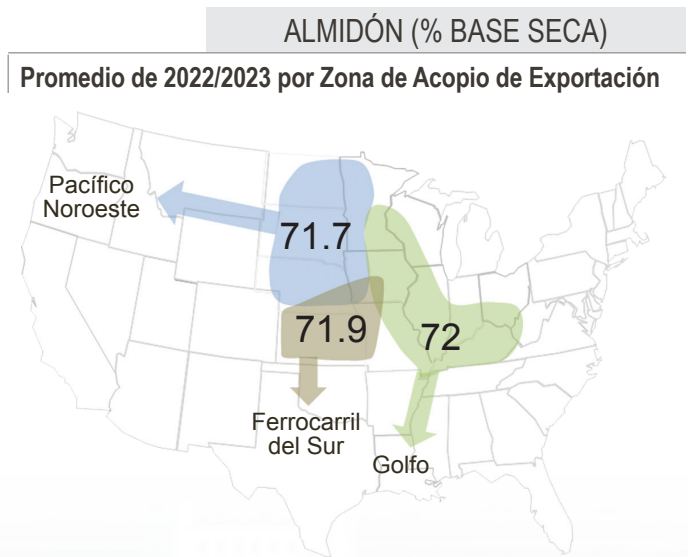 ALMIDÓN (% BASE SECA)
Promedio de 2022/2023 por Zona de Acopio de Exportación
Pacífico
Noroeste
71.7
71.9
72
Ferrocarril
del Sur
Golfo